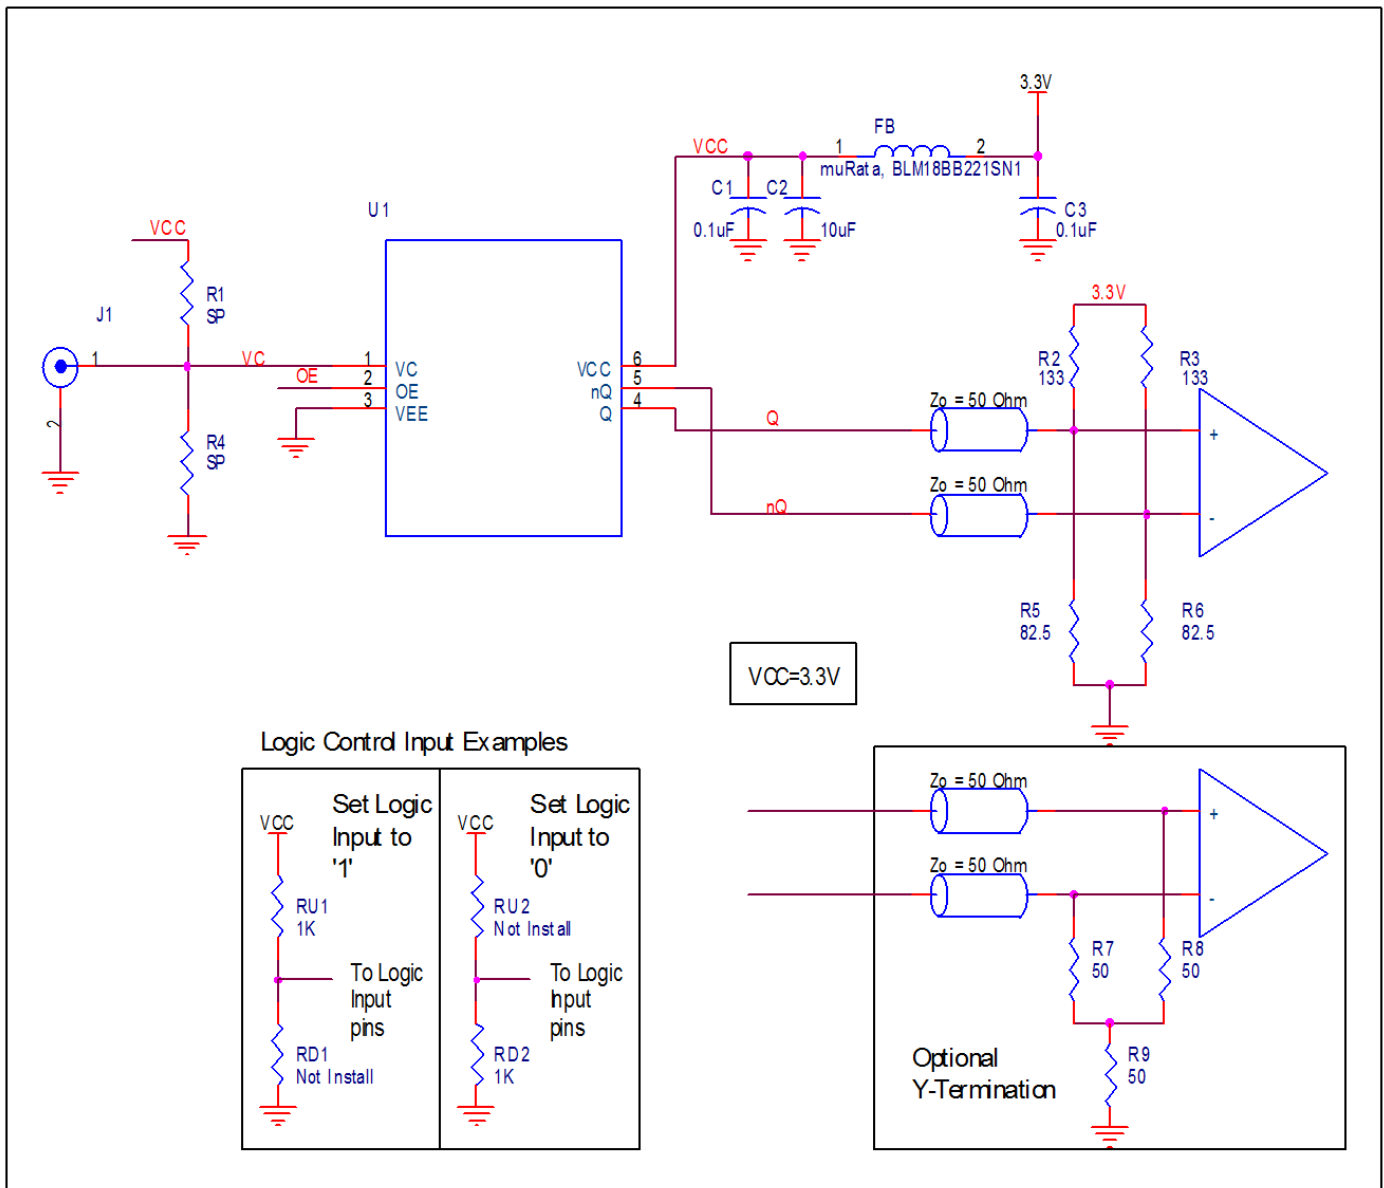 3.3V
FB
VCC
1
2
muRata, BLM18BB221SN1
C1
C2
0.1uF
10uF
C3
0.1uF
U1
VCC
R1
SP
J1
1
2
VC
OE
R4
SP
1
2
3
VC
OE
VEE
VCC
nQ
Q
6
5
4
Q
nQ
Zo = 50 Ohm
Zo = 50 Ohm
3.3V
R2
133
R3
133
+
-
R5
82.5
R6
82.5
VCC=3.3V
Logic Control Input Examples
VCC
Set Logic
Input to
'1'
RU1
1K
To Logic
Input
pins
RD1
Not Install
VCC
Set Logic
Input to
'0'
RU2
Not Install
To Logic
Input
pins
RD2
1K
Zo = 50 Ohm
Zo = 50 Ohm
+
-
R7
50
R8
50
R9
50
Optional
Y-Termination